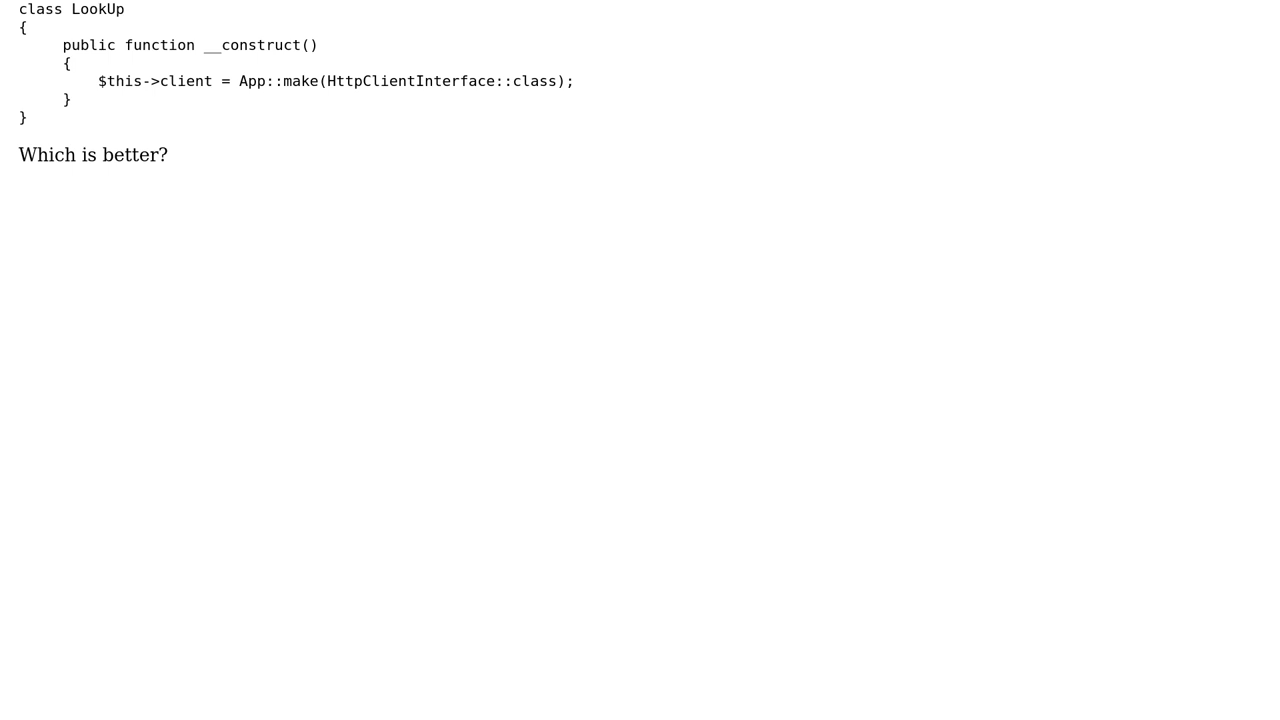 class LookUp
{
     public function __construct()
     {
         $this->client = App::make(HttpClientInterface::class);
     }
}
Which is better?